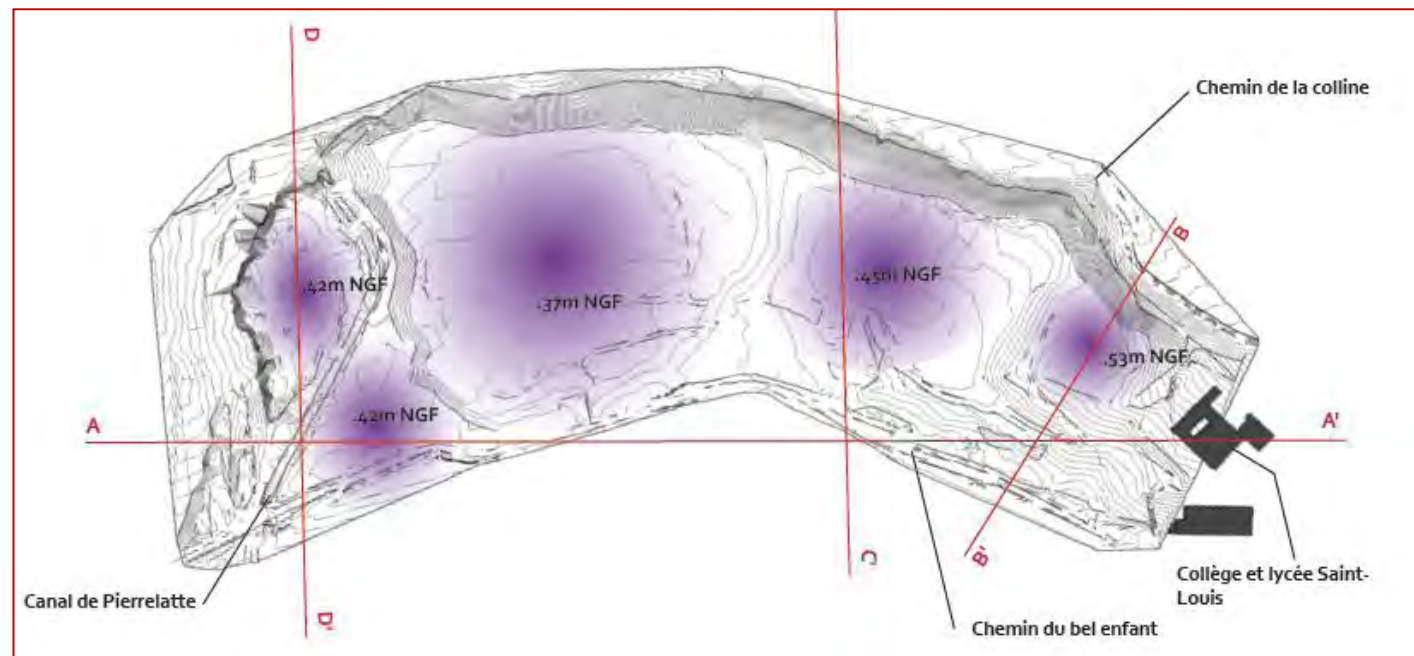 D
Chemin de la colline
B
.42m NGF
.37m NGF
.45m NGF
.53m NGF
.42m NGF
A
A'
C
B'
Collège et lycée Saint-
Louis
Canal de Pierrelatte
D'
Chemin du bel enfant